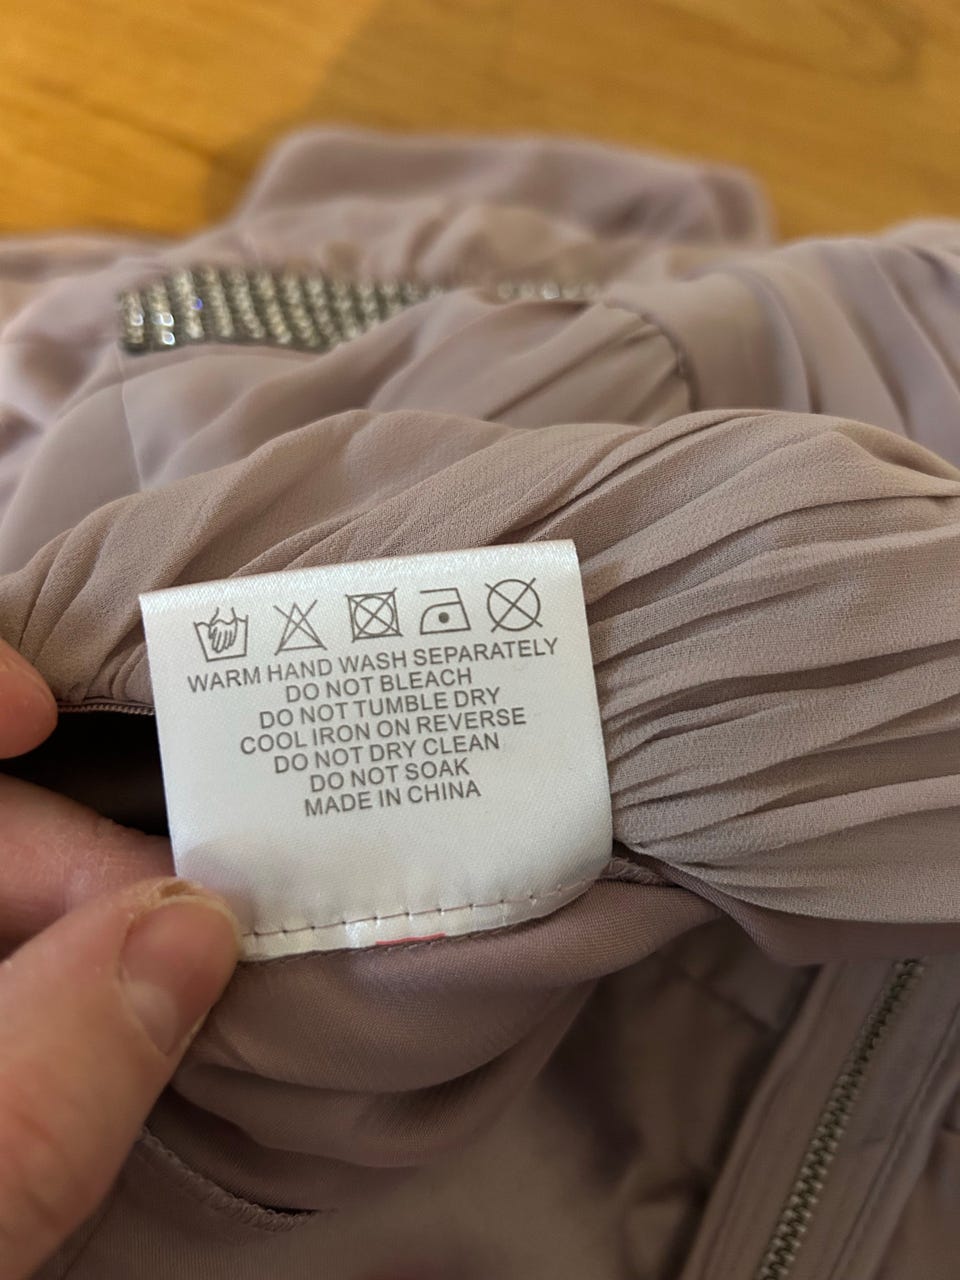 WARM HAND WASH SEPARATELY
DO NOT BLEACH
DO NOT TUMBLE DRY
COOL IRON ON REVERSE
DO NOT DRY CLEAN
DO NOT SOAK
MADE IN CHINA